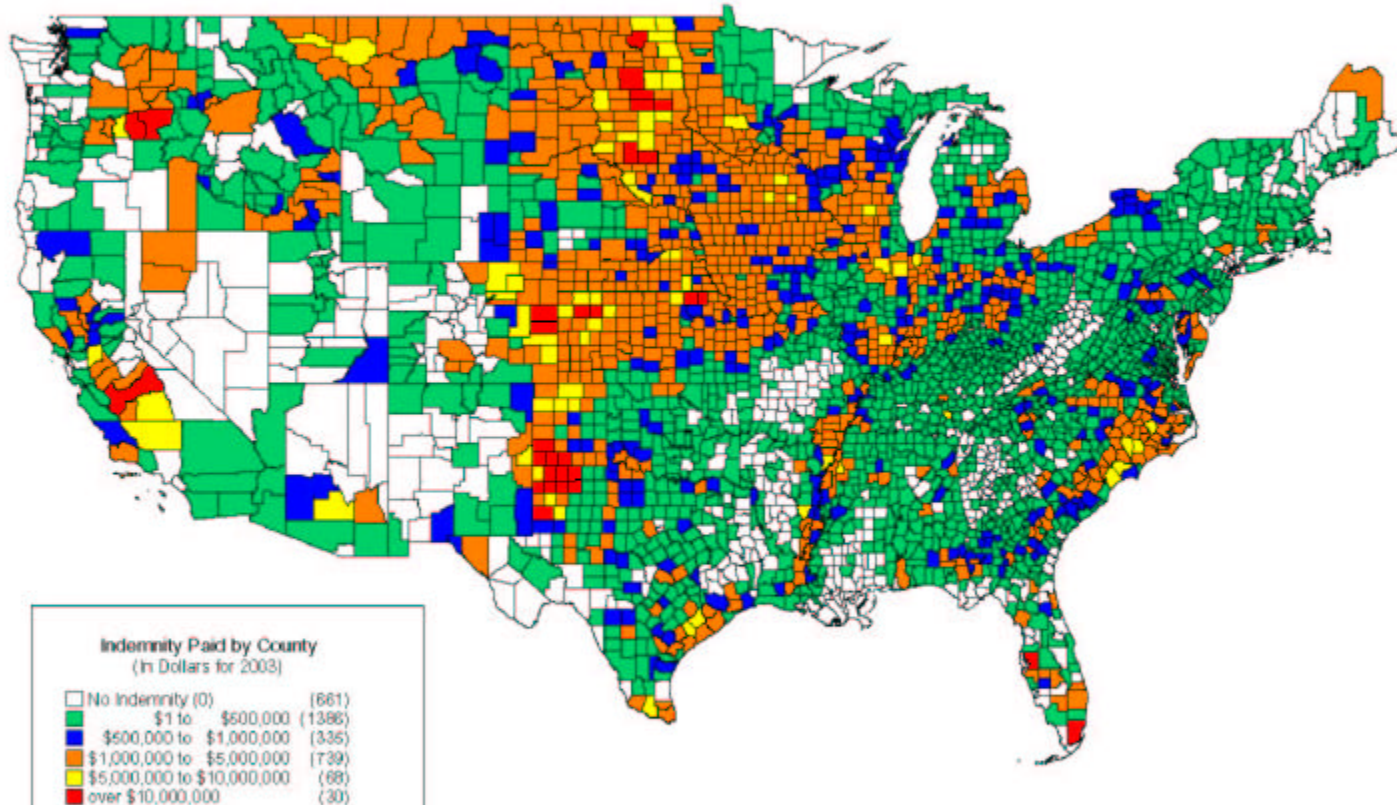 Indemnity Paid by County
(In Dollars for 2003)
No Indemnity (0) (661)
$1 to $500,000 (1386)
$500,000 to $1,000,000 (335)
$1,000,000 to $5,000,000 (739)
$5,000,000 to $10,000,000 (68)
over $10,000,000 (30)